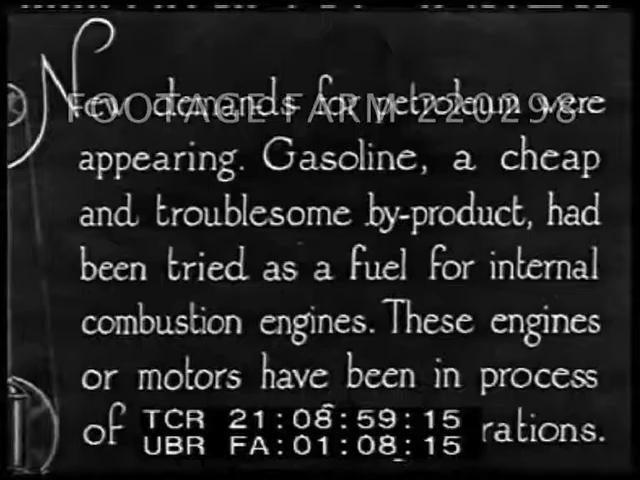 New demands for petroleum were
FOOTAGE FARM 220298
appearing. Gasoline, a cheap
and troublesome by-product, had
been tried as a fuel for internal
combustion engines. These engines
or motors have been in process
of rations.
TCR 21:08:59:15
UBR FA:01:08:15